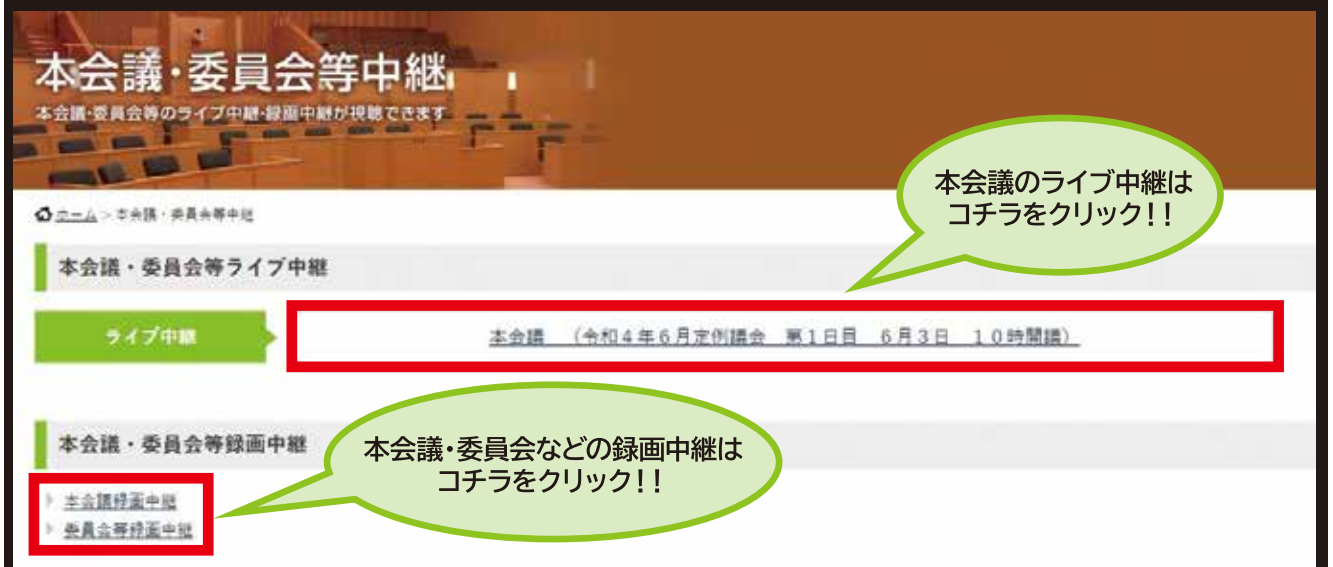 本会議・委員会等中継
本会議・委員会等のライブ中継・録画中継が視聴できます
ホーム > 本会議・委員会等中継
本会議のライブ中継は
コチラをクリック!!
本会議・委員会等ライブ中継
ライブ中継
本会議 (令和4年6月定例議会 第1日目 6月3日 10時開議)
本会議・委員会等録画中継
本会議・委員会などの録画中継は
コチラをクリック!!
本会議録画中継
委員会等録画中継